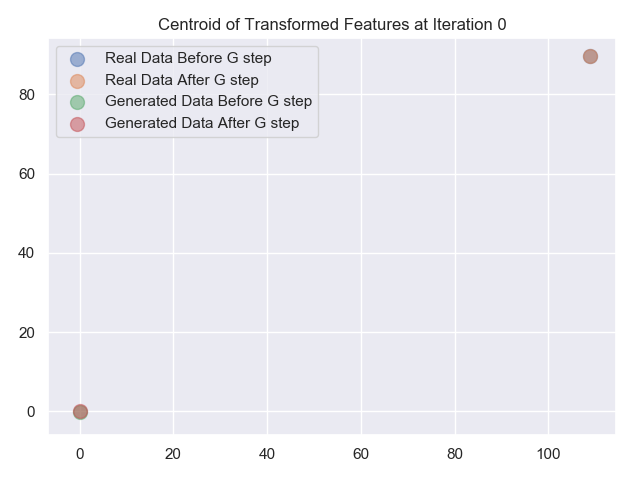 Centroid of Transformed Features at Iteration 0
Real Data Before G step
Real Data After G step
Generated Data Before G step
Generated Data After G step
80
60
40
20
0
0 20 40 60 80 100